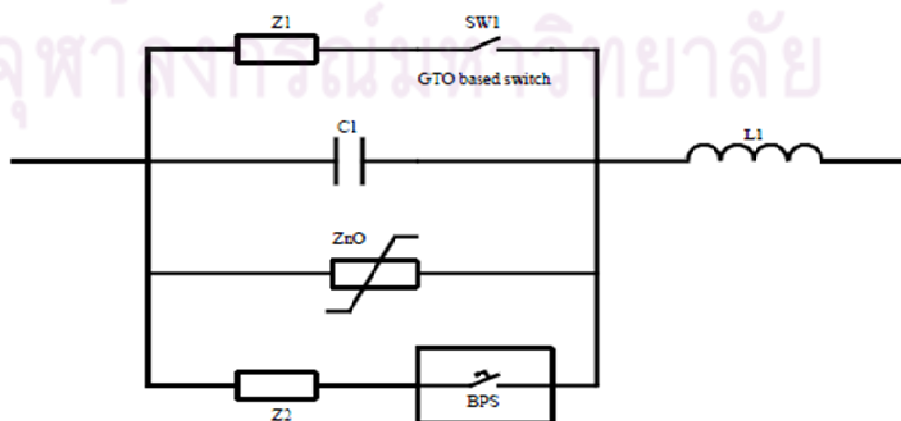 Z1
SW1
จุฬาลงกรณ์มหาวิทยาลัย
GTO based switch
C1
L1
ZnO
BPS
Z2